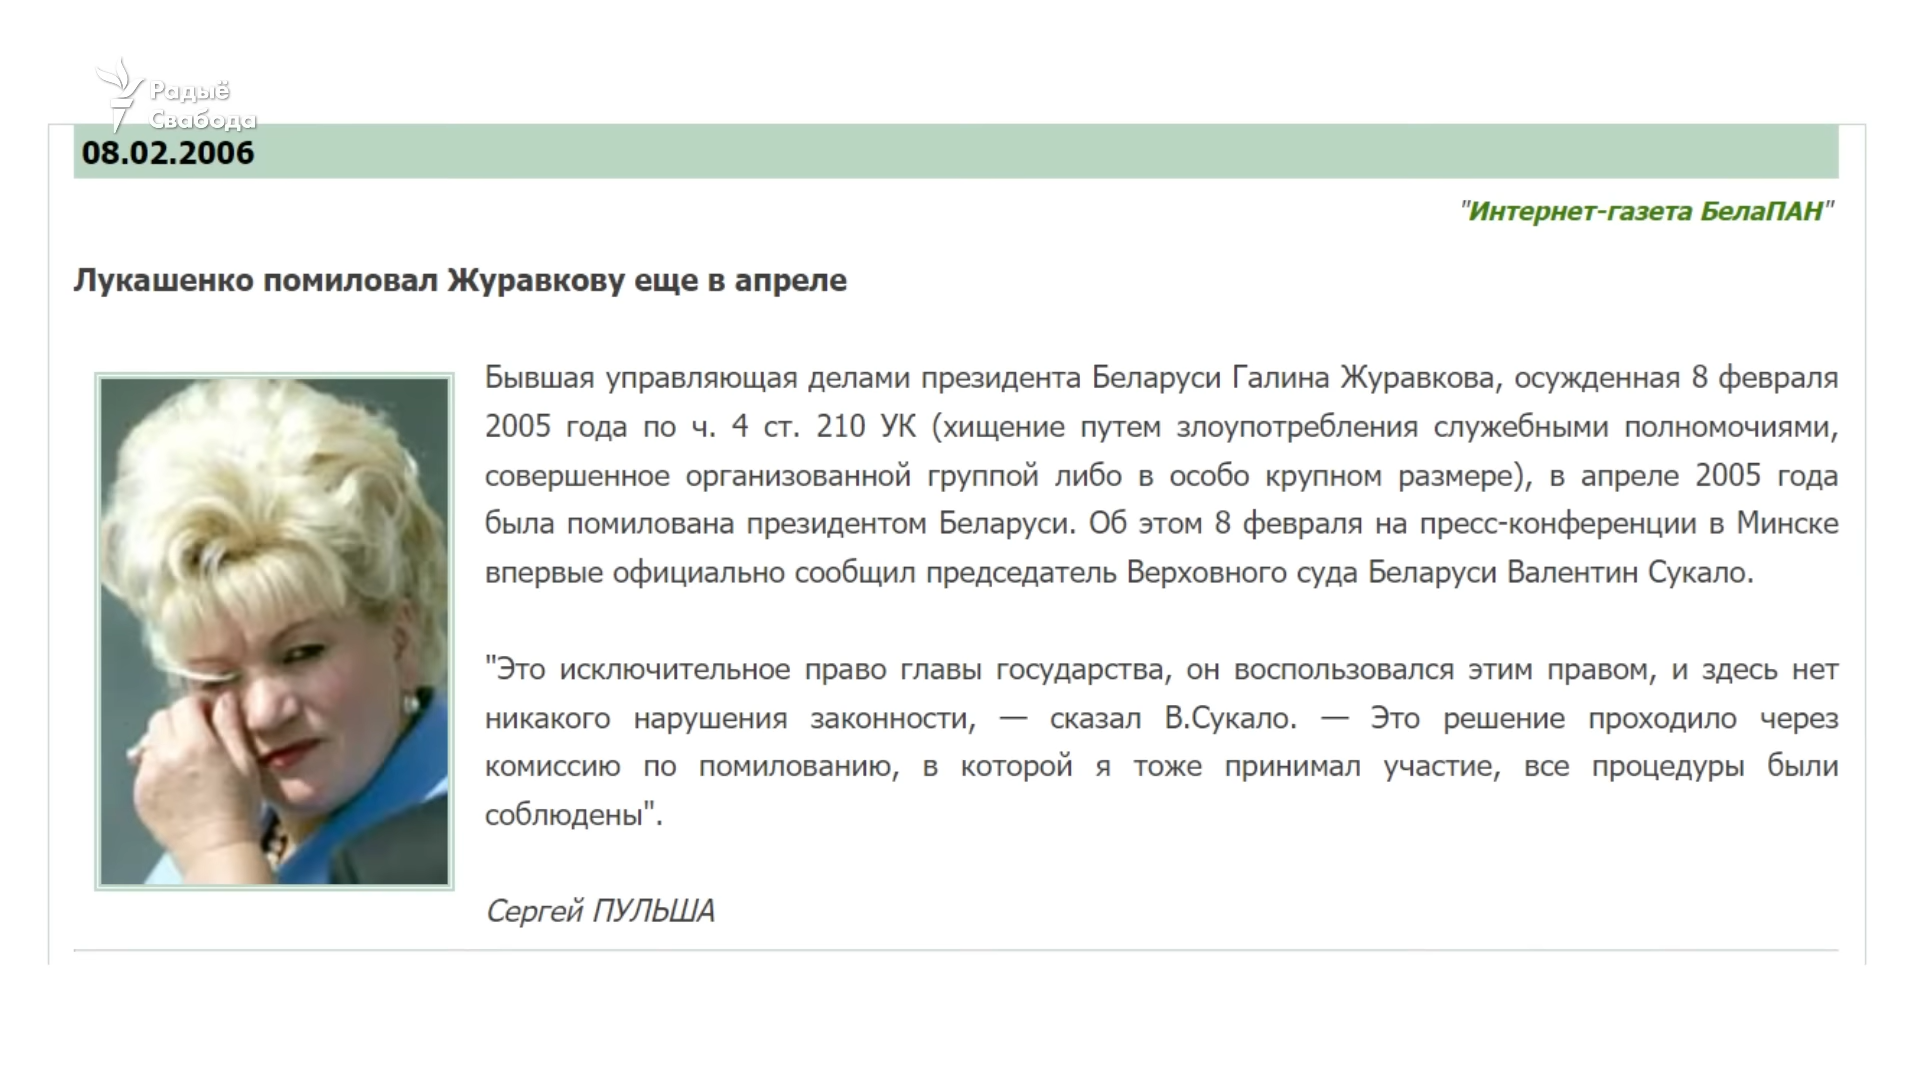 Радыё
Свабода
08.02.2006
"Интернет-газета БелаПАН"
Лукашенко помиловал Журавкову еще в апреле
Бывшая управляющая делами президента Беларуси Галина Журавкова, осужденная 8 февраля
2005 года по ч. 4 ст. 210 УК (хищение путем злоупотребления служебными полномочиями,
совершенное организованной группой либо в особо крупном размере), в апреле 2005 года
была помилована президентом Беларуси. Об этом 8 февраля на пресс-конференции в Минске
впервые официально сообщил председатель Верховного суда Беларуси Валентин Сукало.
"Это исключительное право главы государства, он воспользовался этим правом, и здесь нет
никакого нарушения законности, — сказал В.Сукало. — Это решение проходило через
комиссию по помилованию, в которой я тоже принимал участие, все процедуры были
соблюдены".
Сергей ПУЛЬША